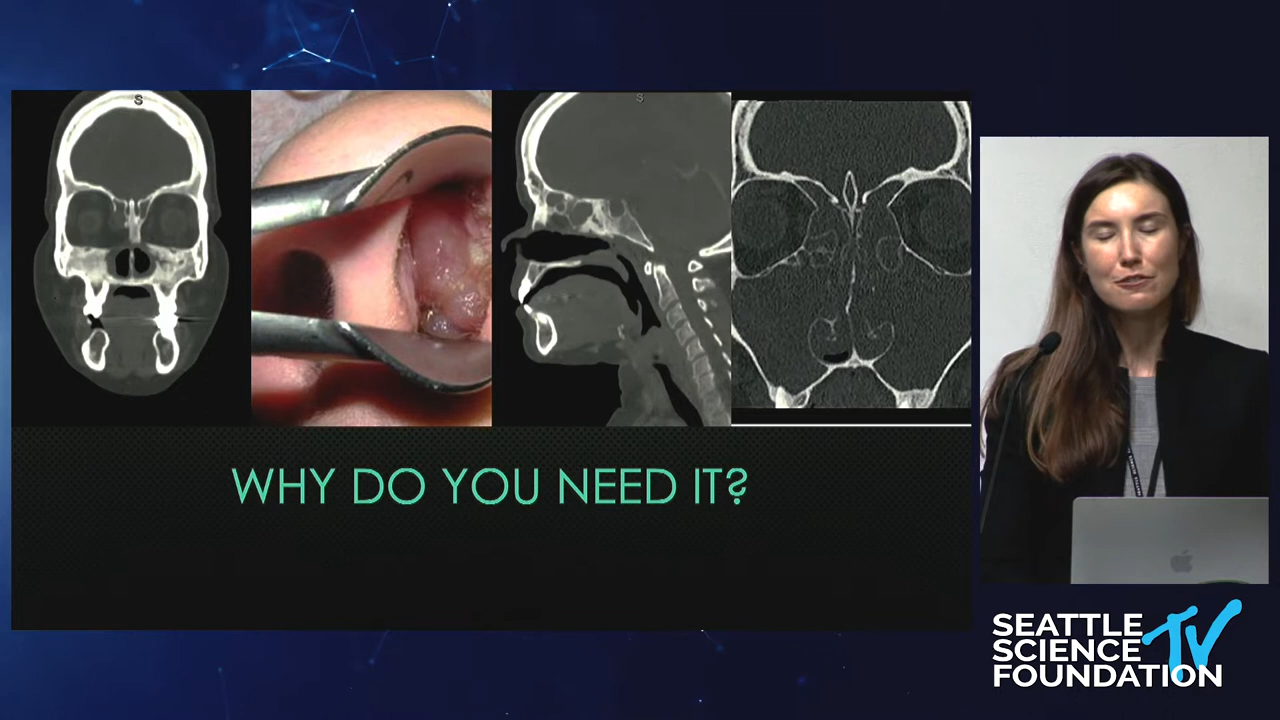 S
S
WHY DO YOU NEED IT?
SEATTLE
SCIENCE
FOUNDATION
TV